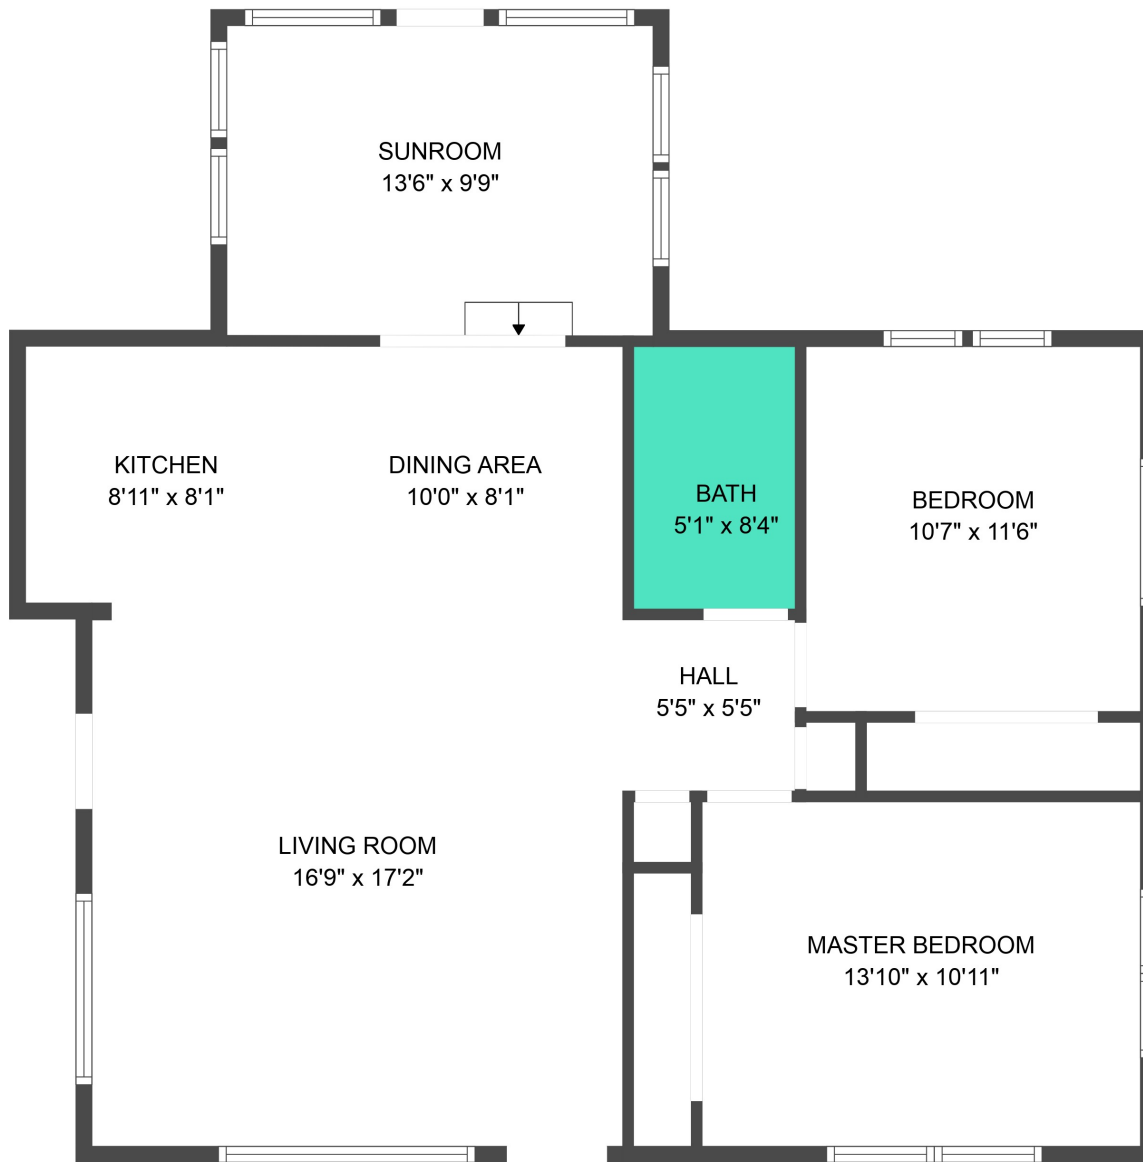 SUNROOM
13'6" x 9'9"
KITCHEN
8'11" x 8'1"
DINING AREA
10'0" x 8'1"
BATH
5'1" x 8'4"
BEDROOM
10'7" x 11'6"
HALL
5'5" x 5'5"
LIVING ROOM
16'9" x 17'2"
MASTER BEDROOM
13'10" x 10'11"